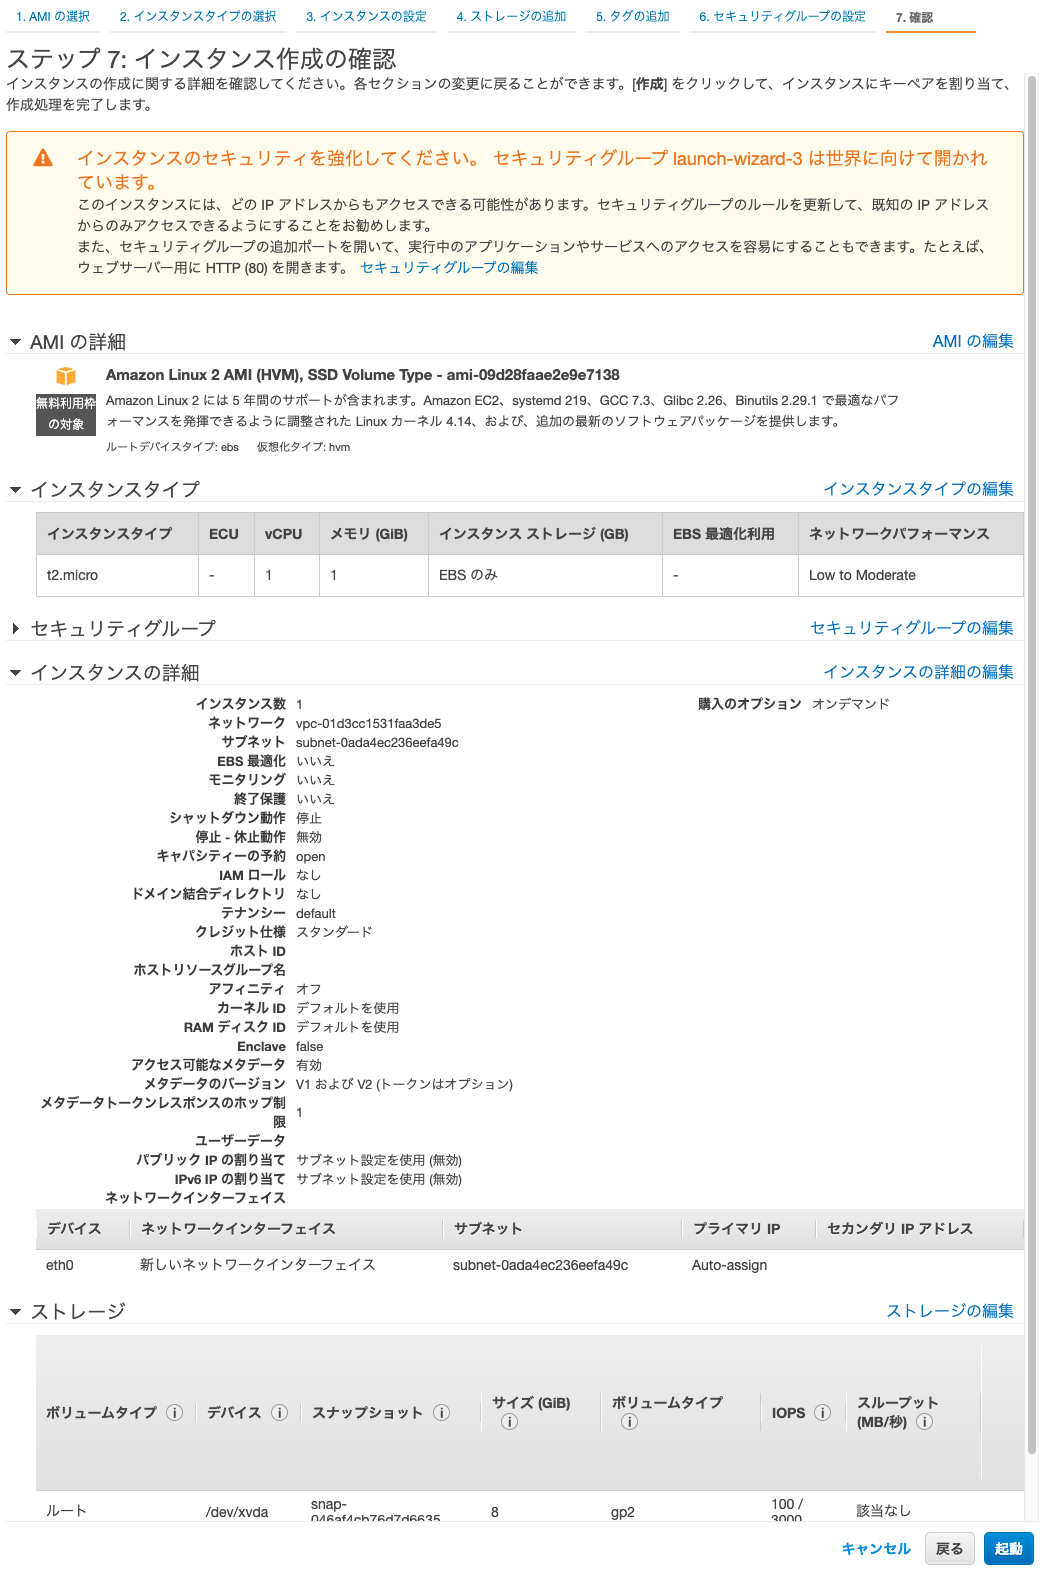 1. AMI の選択 2. インスタンスタイプの選択 3. インスタンスの設定 4. ストレージの追加 5. タグの追加 6. セキュリティグループの設定 7. 確認
ステップ 7: インスタンス作成の確認
インスタンスの作成に関する詳細を確認してください。各セクションの変更に戻ることができます。[作成] をクリックして、インスタンスにキーペアを割り当て、
作成処理を完了します。
インスタンスのセキュリティを強化してください。 セキュリティグループ launch-wizard-3 は世界に向けて開かれ
ています。
このインスタンスには、どの IP アドレスからもアクセスできる可能性があります。セキュリティグループのルールを更新して、既知の IP アドレス
からのみアクセスできるようにすることをお勧めします。
また、セキュリティグループの追加ポートを開いて、実行中のアプリケーションやサービスへのアクセスを容易にすることもできます。たとえば、
ウェブサーバー用に HTTP (80) を開きます。 セキュリティグループの編集
AMI の詳細 AMI の編集
Amazon Linux 2 AMI (HVM), SSD Volume Type - ami-09d28faae2e9e7138
無料利用枠
の対象
Amazon Linux 2 には 5 年間のサポートが含まれます。Amazon EC2、systemd 219、GCC 7.3、Glibc 2.26、Binutils 2.29.1 で最適なパフ
ォーマンスを発揮できるように調整された Linux カーネル 4.14、および、追加の最新のソフトウェアパッケージを提供します。
ルートデバイスタイプ: ebs 仮想化タイプ: hvm
インスタンスタイプ インスタンスタイプの編集
インスタンスタイプ ECU vCPU メモリ (GiB) インスタンス ストレージ (GB) EBS 最適化利用 ネットワークパフォーマンス
t2.micro - 1 1 EBS のみ - Low to Moderate
セキュリティグループ セキュリティグループの編集
インスタンスの詳細 インスタンスの詳細の編集
インスタンス数 1 購入のオプション オンデマンド
ネットワーク vpc-01d3cc1531faa3de5
サブネット subnet-0ada4ec236eefa49c
EBS 最適化 いいえ
モニタリング いいえ
終了保護 いいえ
シャットダウン動作 停止
停止 - 休止動作 無効
キャパシティーの予約 open
IAM ロール なし
ドメイン結合ディレクトリ なし
テナンシー default
クレジット仕様 スタンダード
ホスト ID
ホストリソースグループ名
アフィニティ オフ
カーネル ID デフォルトを使用
RAM ディスク ID デフォルトを使用
Enclave false
アクセス可能なメタデータ 有効
メタデータのバージョン V1 および V2 (トークンはオプション)
メタデータトークンレスポンスのホップ制
限 1
ユーザーデータ
パブリック IP の割り当て サブネット設定を使用 (無効)
IPv6 IP の割り当て サブネット設定を使用 (無効)
ネットワークインターフェイス
デバイス ネットワークインターフェイス サブネット プライマリ IP セカンダリ IP アドレス
eth0 新しいネットワークインターフェイス subnet-0ada4ec236eefa49c Auto-assign
ストレージ ストレージの編集
ボリュームタイプ デバイス スナップショット サイズ (GiB) ボリュームタイプ IOPS スループット
(MB/秒)
ルート /dev/xvda snap-
046af4cb76d7d6635 8 gp2 100 /
3000 該当なし
キャンセル 戻る 起動